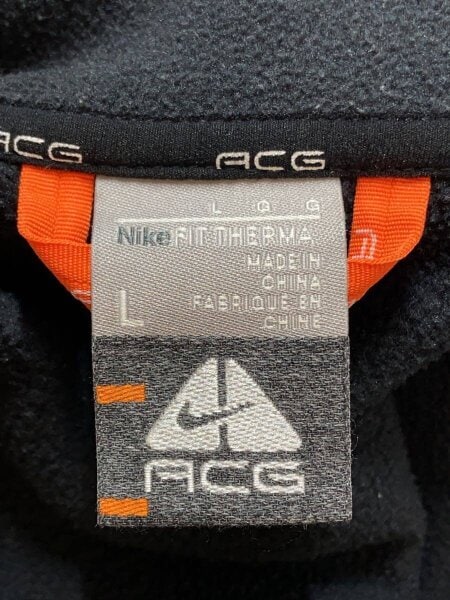 ACG ACG
L G G
Nike FIT THERMA
MADE IN
CHINA
L
FABRIQUE EN
CHINE
ACG